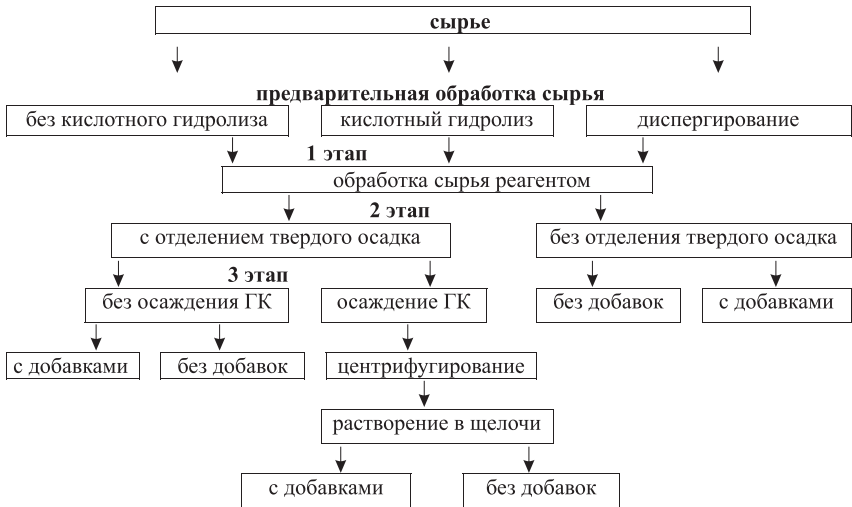 сырье
предварительная обработка сырья
без кислотного гидролиза
кислотный гидролиз
диспергирование
1 этап
обработка сырья реагентом
2 этап
с отделением твердого осадка
без отделения твердого осадка
3 этап
без осаждения ГК
осаждение ГК
без добавок
с добавками
с добавками
без добавок
центрифугирование
растворение в щелочи
с добавками
без добавок